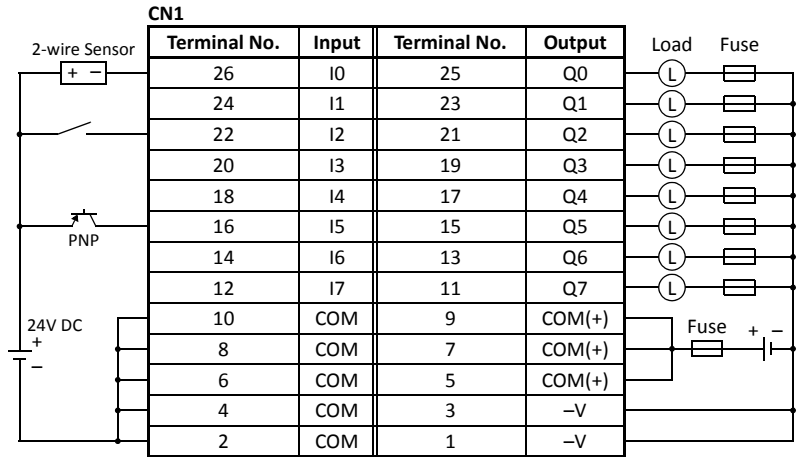 CN1
2-wire Sensor Terminal No. Input Terminal No. Output Load Fuse
+ − 26 I0 25 Q0 L
24 I1 23 Q1 L
22 I2 21 Q2 L
20 I3 19 Q3 L
18 I4 17 Q4 L
16 I5 15 Q5 L
PNP
14 I6 13 Q6 L
12 I7 11 Q7 L
24V DC 10 COM 9 COM(+) Fuse + −
+ 8 COM 7 COM(+)
− 6 COM 5 COM(+)
4 COM 3 −V
2 COM 1 −V